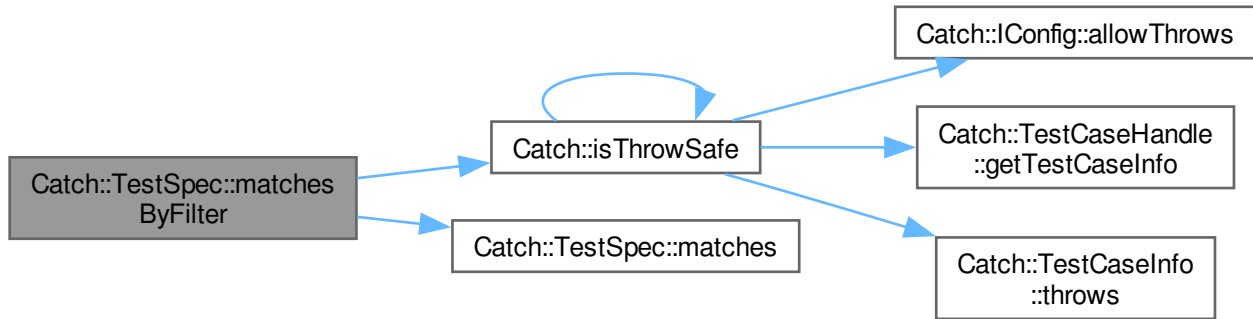 Catch::TestSpec::matches
ByFilter
Catch::isThrowSafe
Catch::TestSpec::matches
Catch::IConfig::allowThrows
Catch::TestCaseHandle
::getTestCaseInfo
Catch::TestCaseInfo
::throws